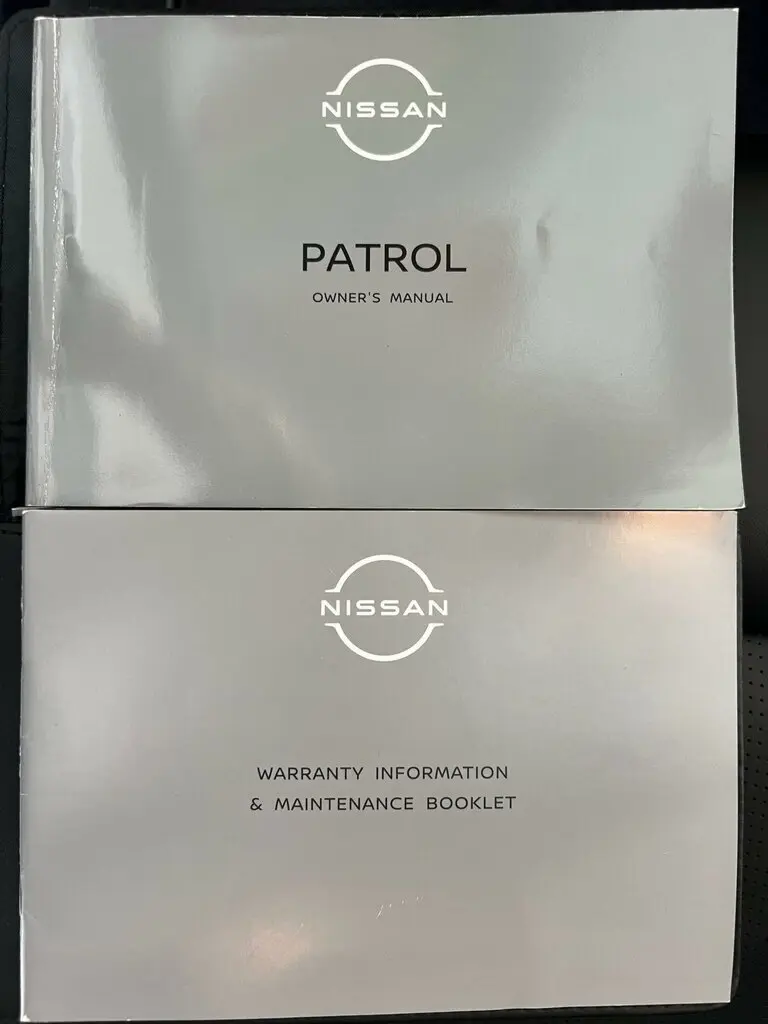 NISSAN
PATROL
OWNER'S MANUAL
NISSAN
WARRANTY INFORMATION
& MAINTENANCE BOOKLET